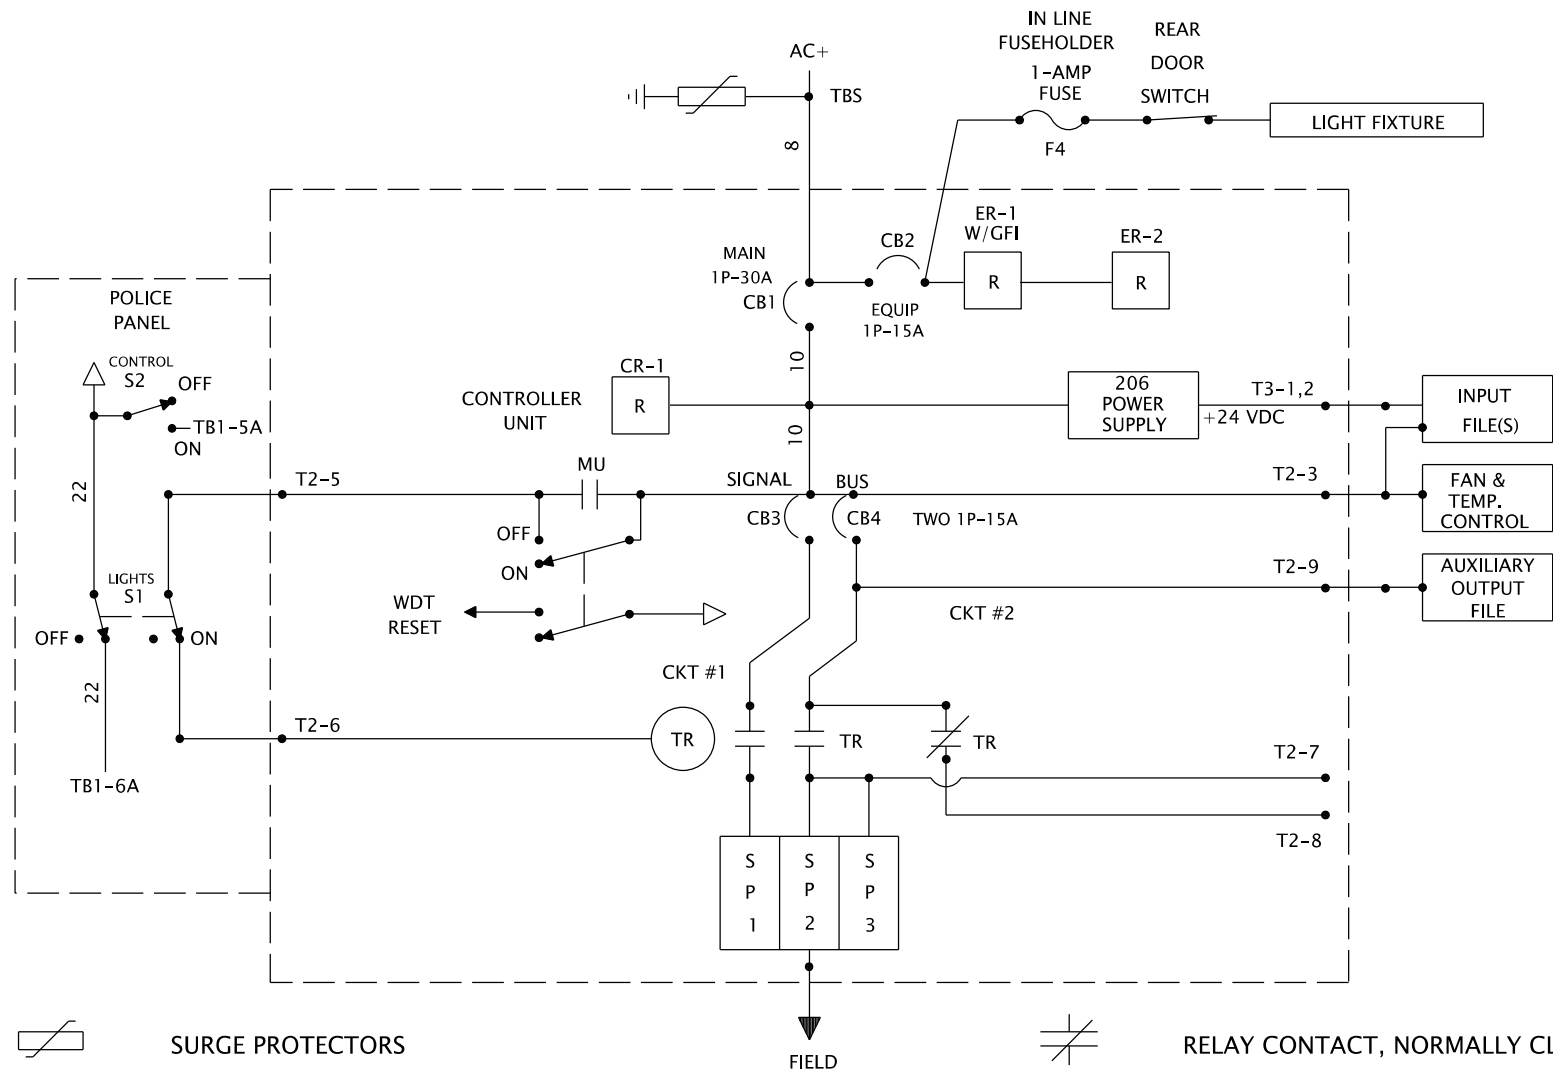 IN LINE
FUSEHOLDER
1-AMP
FUSE
REAR
DOOR
SWITCH
AC+
TBS
8
F4
LIGHT FIXTURE
ER-1
W/GFI
R
ER-2
R
CB2
EQUIP
1P-15A
MAIN
1P-30A
CB1
10
POLICE
PANEL
CONTROL
S2
OFF
TB1-5A
ON
22
CR-1
R
CONTROLLER
UNIT
10
206
POWER
SUPPLY
T3-1,2
+24 VDC
INPUT
FILE(S)
T2-5
MU
SIGNAL
BUS
CB3
CB4
TWO 1P-15A
T2-3
FAN &
TEMP.
CONTROL
OFF
ON
T2-9
AUXILIARY
OUTPUT
FILE
LIGHTS
S1
OFF
ON
WDT
RESET
CKT #2
CKT #1
22
TB1-6A
T2-6
TR
TR
TR
T2-7
T2-8
S
P
1
S
P
2
S
P
3
FIELD
SURGE PROTECTORS
RELAY CONTACT, NORMALLY CL